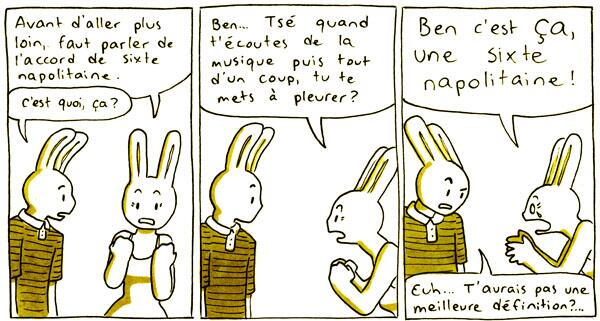 Avant d'aller plus
loin, faut parler de
l'accord de sixte
napolitaine.
C'est quoi, ça?
Ben... Tsé quand
t'écoutes de la
musique puis tout
d'un coup, tu te
mets à pleurer?
Ben c'est ÇA,
une sixte
napolitaine!
Euh... T'aurais pas une
meilleure définition?...